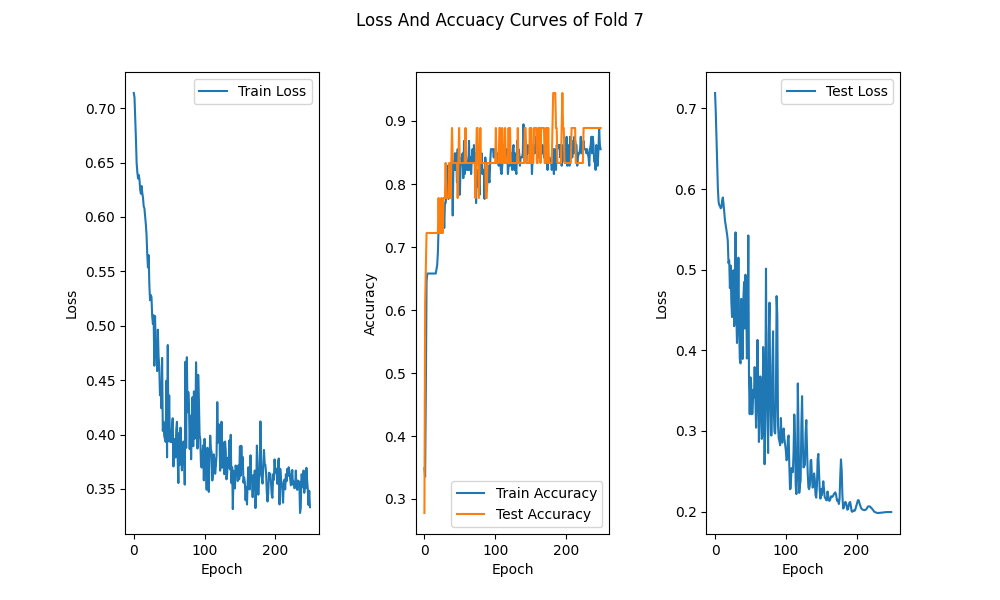 Loss And Accuacy Curves of Fold 7
Train Loss
0.70
0.65
0.60
0.55
0.50
0.45
0.40
0.35
Loss
0
100
200
Epoch
Train Accuracy
Test Accuracy
0.9
0.8
0.7
0.6
0.5
0.4
0.3
Accuracy
0
100
200
Epoch
Test Loss
0.7
0.6
0.5
0.4
0.3
0.2
Loss
0
100
200
Epoch